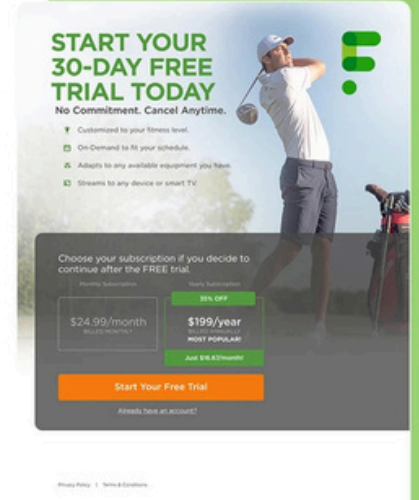 START YOUR
30-DAY FREE
TRIAL TODAY
No Commitment. Cancel Anytime.
Customized to your fitness level.
On-Demand to fit your schedule.
Adapts to any available equipment you have.
Streams to any device or smart TV.
Choose your subscription if you decide to
continue after the FREE trial.
Monthly Subscription
Yearly Subscription
$24.99/month
BILLED MONTHLY
35% OFF
$199/year
BILLED ANNUALLY
MOST POPULAR!
Just $16.63/month!
Start Your Free Trial
Already have an account?
Privacy Policy | Terms & Conditions